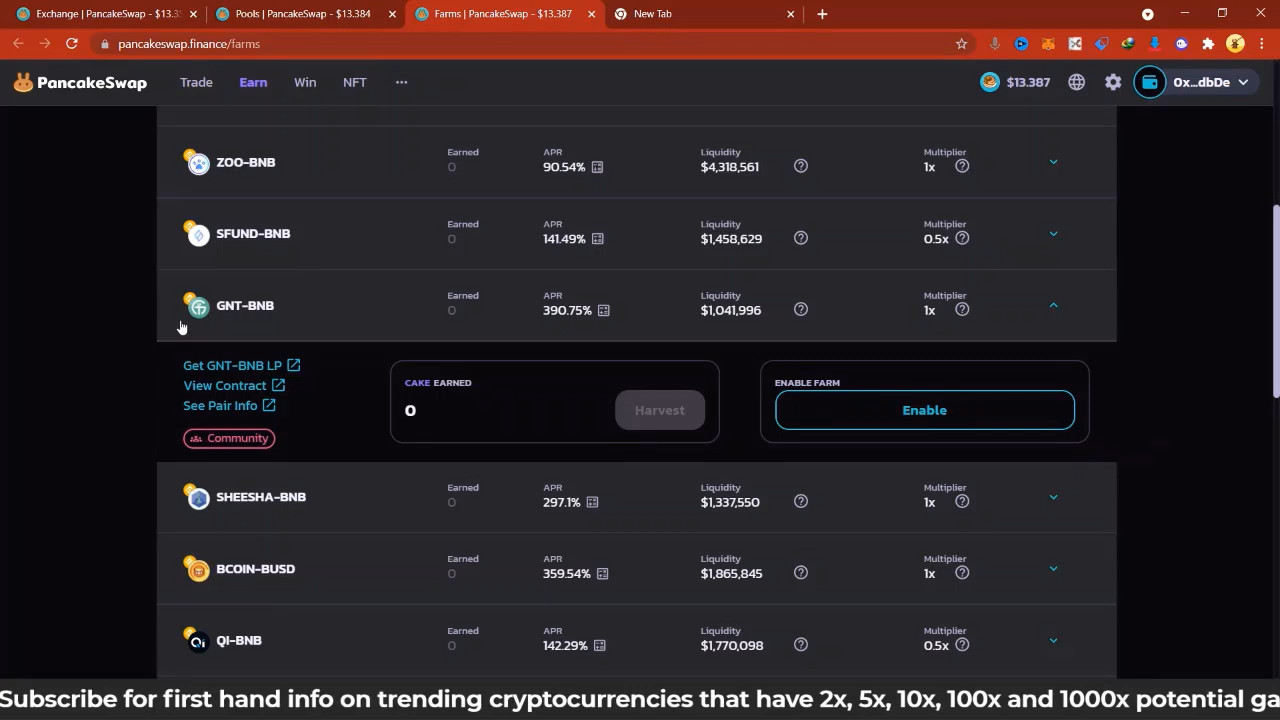 Exchange | PancakeSwap - $13.3
Pools | PancakeSwap - $13.384
Farms | PancakeSwap - $13.387
New Tab
pancakeswap.finance/farms
PancakeSwap
Trade
Earn
Win
NFT
$13.387
0x...dbDe
ZOO-BNB
Earned
0
APR
90.54%
Liquidity
$4,318,561
Multiplier
1x
SFUND-BNB
Earned
0
APR
141.49%
Liquidity
$1,458,629
Multiplier
0.5x
GNT-BNB
Earned
0
APR
390.75%
Liquidity
$1,041,996
Multiplier
1x
Get GNT-BNB LP
View Contract
See Pair Info
Community
CAKE EARNED
0
Harvest
ENABLE FARM
Enable
SHEESHA-BNB
Earned
0
APR
297.1%
Liquidity
$1,337,550
Multiplier
1x
BCOIN-BUSD
Earned
0
APR
359.54%
Liquidity
$1,865,845
Multiplier
1x
QI-BNB
Earned
0
APR
142.29%
Liquidity
$1,770,098
Multiplier
0.5x
Subscribe for first hand info on trending cryptocurrencies that have 2x, 5x, 10x, 100x and 1000x potential ga